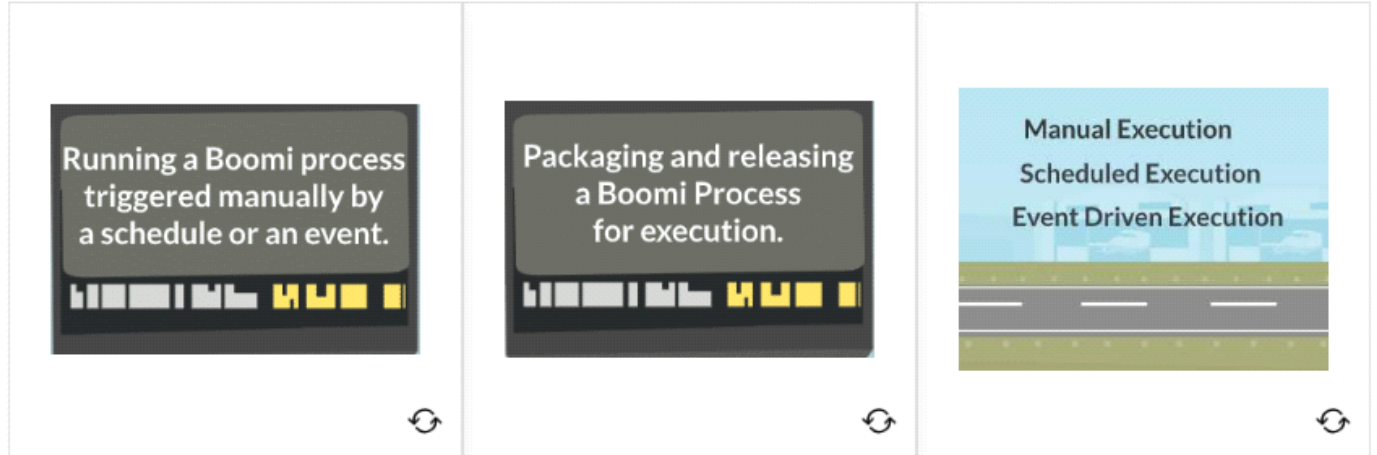 Running a Boomi process
triggered manually by
a schedule or an event.
Packaging and releasing
a Boomi Process
for execution.
Manual Execution
Scheduled Execution
Event Driven Execution